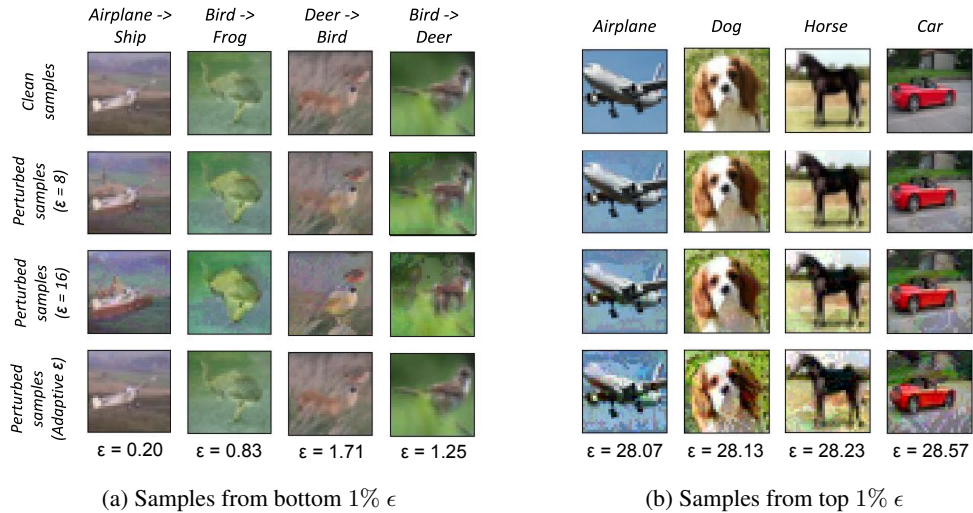 Airplane -> Ship
Bird -> Frog
Deer -> Bird
Bird -> Deer
Clean samples
Perturbed samples (ε = 8)
Perturbed samples (ε = 16)
Perturbed samples (Adaptive ε)
ε = 0.20
ε = 0.83
ε = 1.71
ε = 1.25
(a) Samples from bottom 1% ϵ
Airplane
Dog
Horse
Car
ε = 28.07
ε = 28.13
ε = 28.23
ε = 28.57
(b) Samples from top 1% ϵ